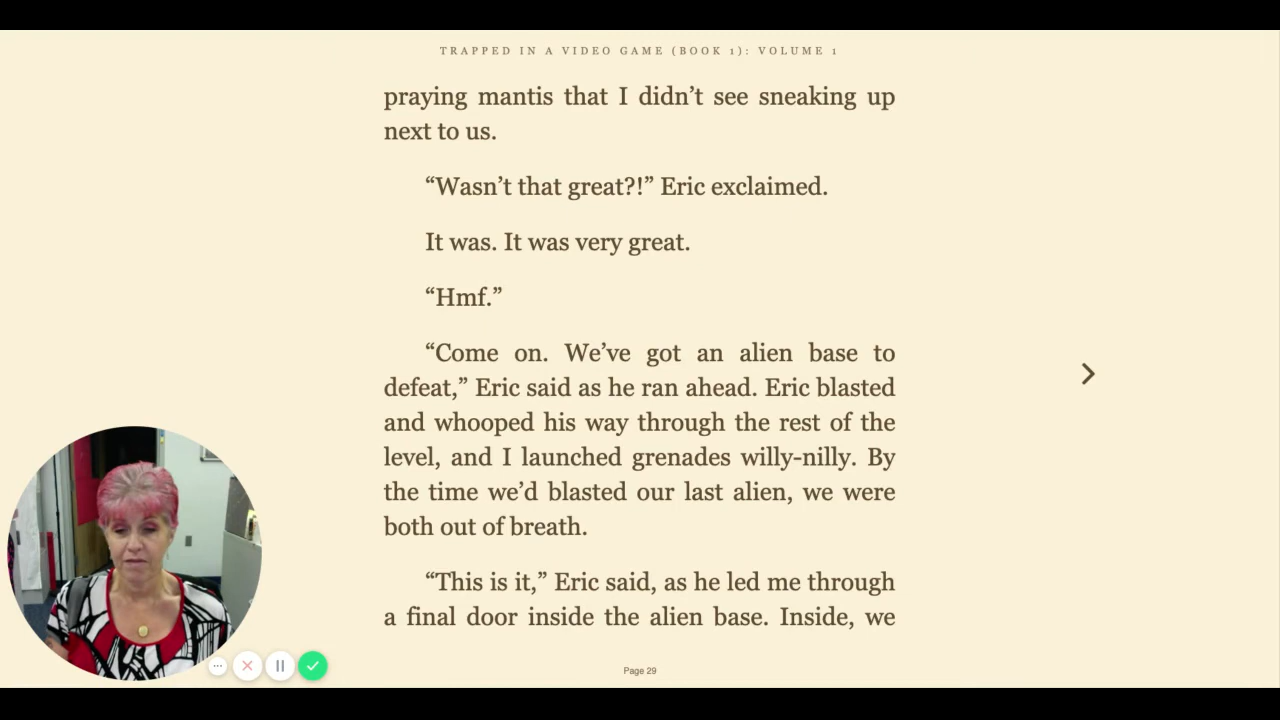 TRAPPED IN A VIDEO GAME (BOOK 1): VOLUME 1
praying mantis that I didn’t see sneaking up
next to us.
“Wasn’t that great?!” Eric exclaimed.
It was. It was very great.
“Hmf.”
“Come on. We’ve got an alien base to
defeat,” Eric said as he ran ahead. Eric blasted
and whooped his way through the rest of the
level, and I launched grenades willy-nilly. By
the time we’d blasted our last alien, we were
both out of breath.
“This is it,” Eric said, as he led me through
a final door inside the alien base. Inside, we
Page 29